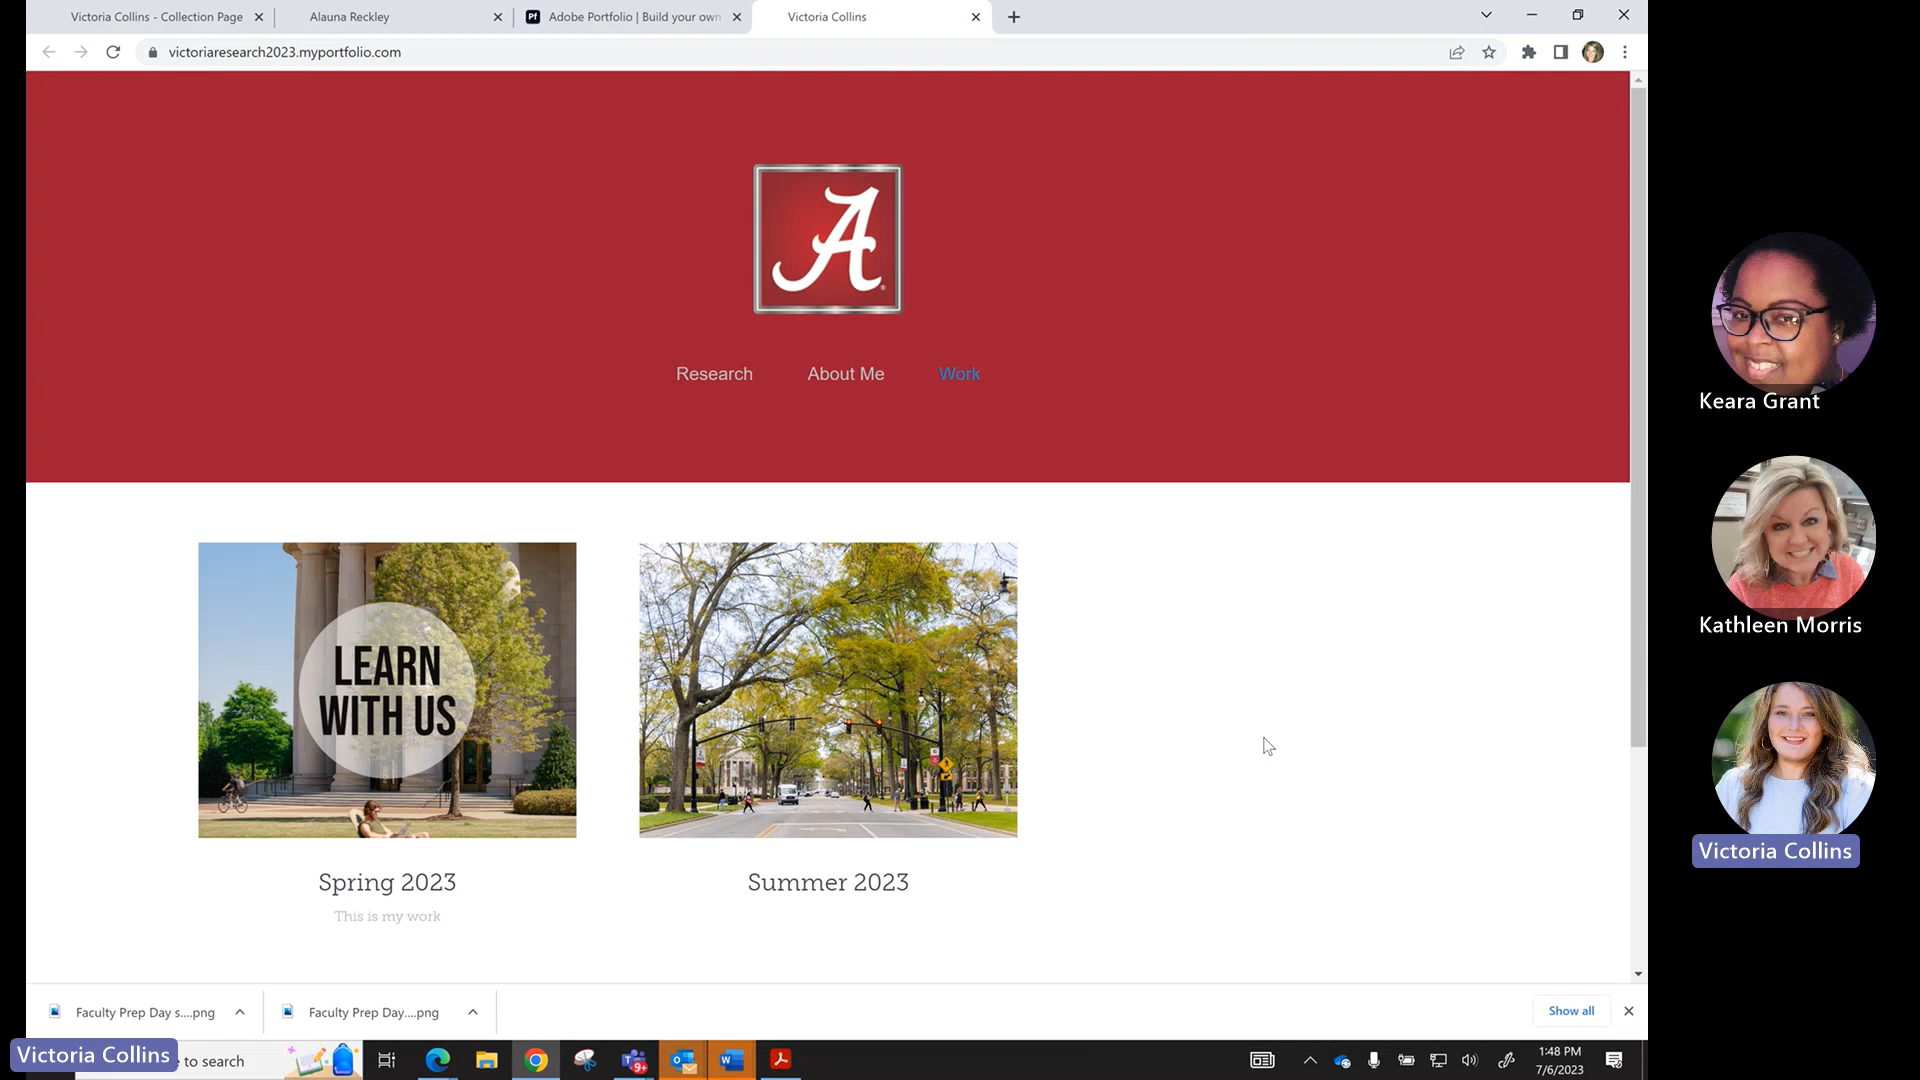 Victoria Collins - Collection Page
Alauna Reckley
Pf
Adobe Portfolio | Build your own
Victoria Collins
victoriaresearch2023.myportfolio.com
A
Research About Me Work
LEARN
WITH US
Spring 2023
This is my work
Summer 2023
Keara Grant
Kathleen Morris
Victoria Collins
Faculty Prep Day s....png
Faculty Prep Day....png
Show all
Victoria Collins
e to search
9+
1:48 PM
7/6/2023